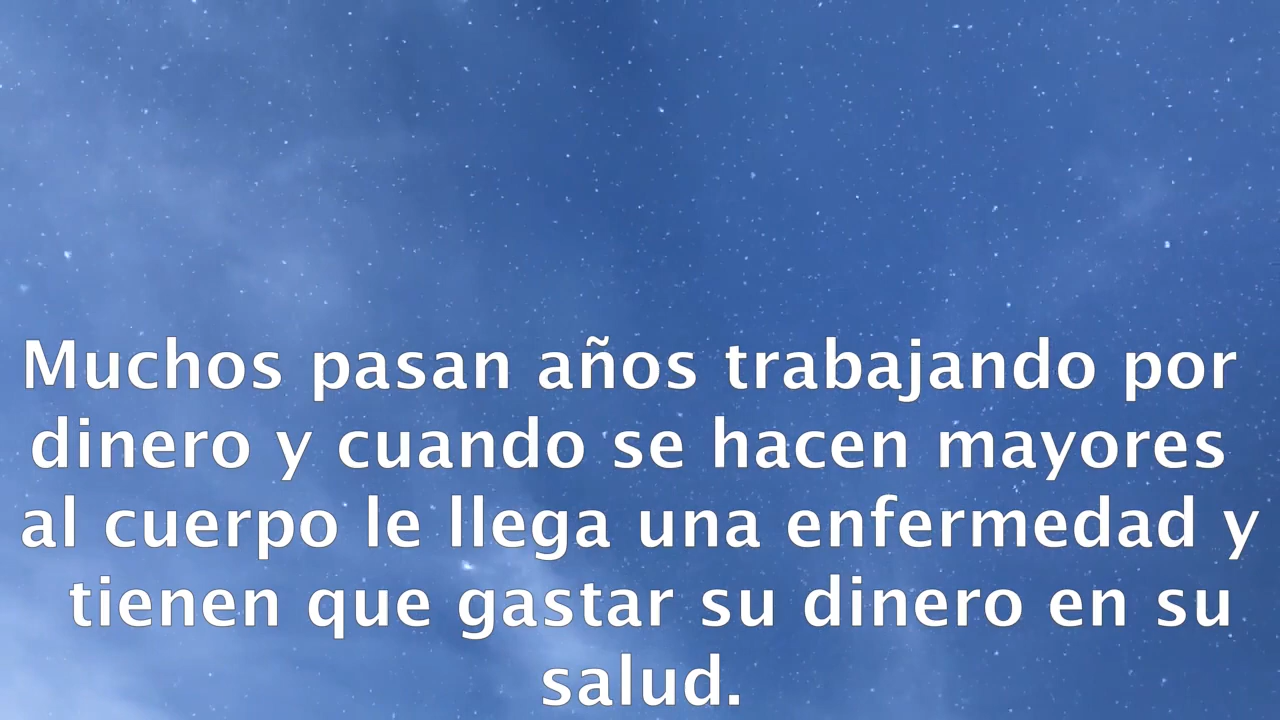 Muchos pasan años trabajando por
dinero y cuando se hacen mayores
al cuerpo le llega una enfermedad y
tienen que gastar su dinero en su
salud.